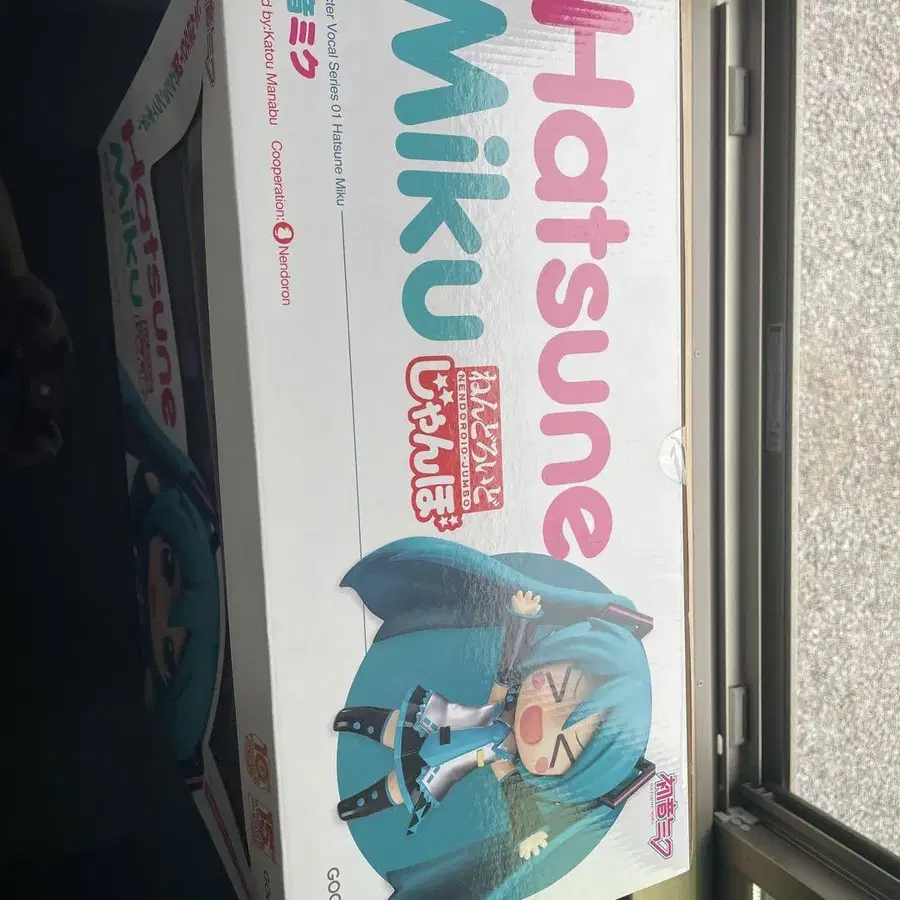 Hatsune
Miku
ねんどろいど
NENDOROID·JUMBO
じゃんぼ
初音ミク
cter Vocal Series 01 Hatsune Miku
音ミク
d by:Katou Manabu Cooperation: Nendoron
GOO
Hatsune
Miku